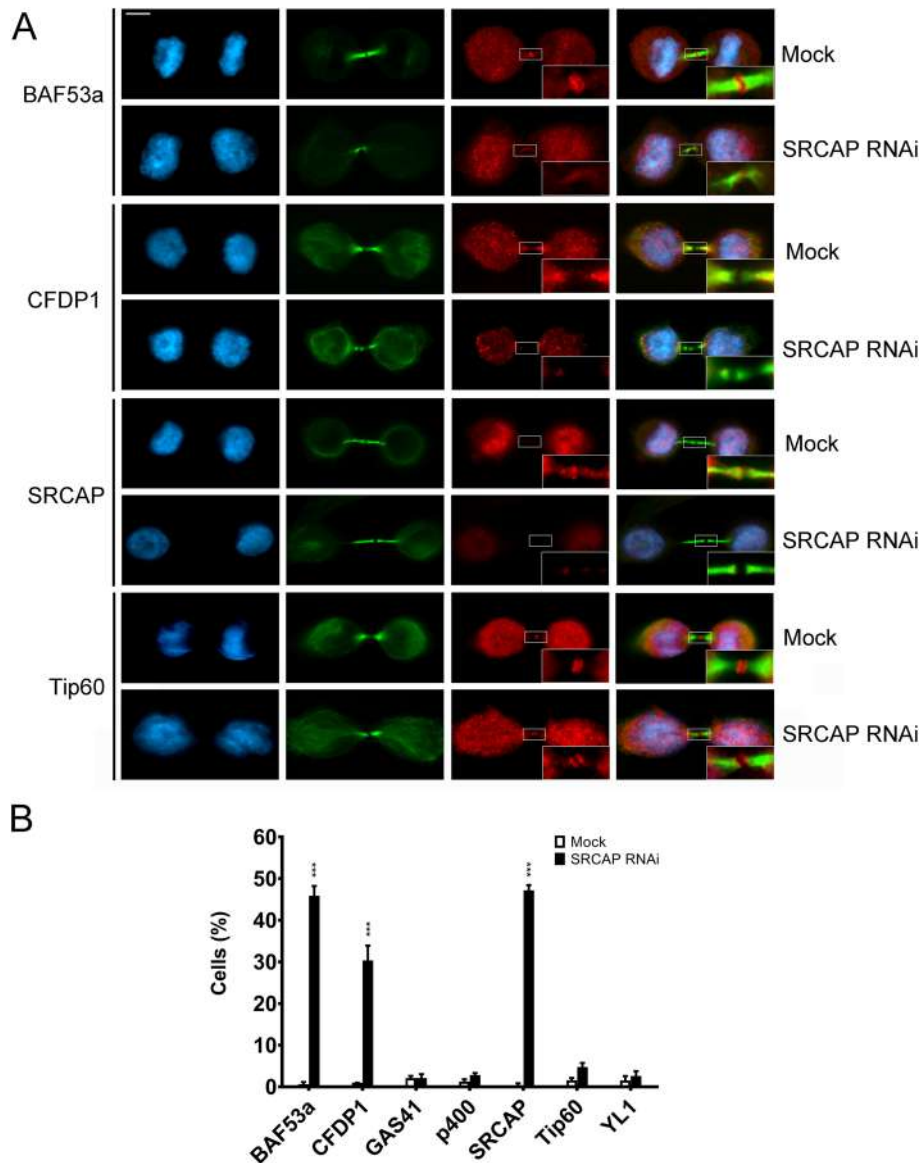 A
BAF53a
Mock
SRCAP RNAi
CFDP1
Mock
SRCAP RNAi
SRCAP
Mock
SRCAP RNAi
Tip60
Mock
SRCAP RNAi
B
Mock
SRCAP RNAi
Cells (%)
60
50
40
30
20
10
0
***
***
***
BAF53a
CFDP1
GAS41
p400
SRCAP
Tip60
YL1